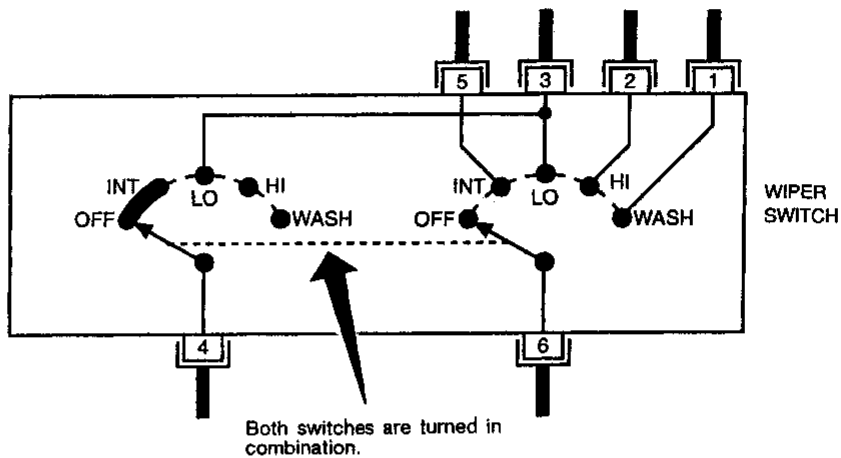 5 3 2 1
INT LO HI
OFF WASH
INT LO HI
OFF WASH
WIPER
SWITCH
4 6
Both switches are turned in
combination.